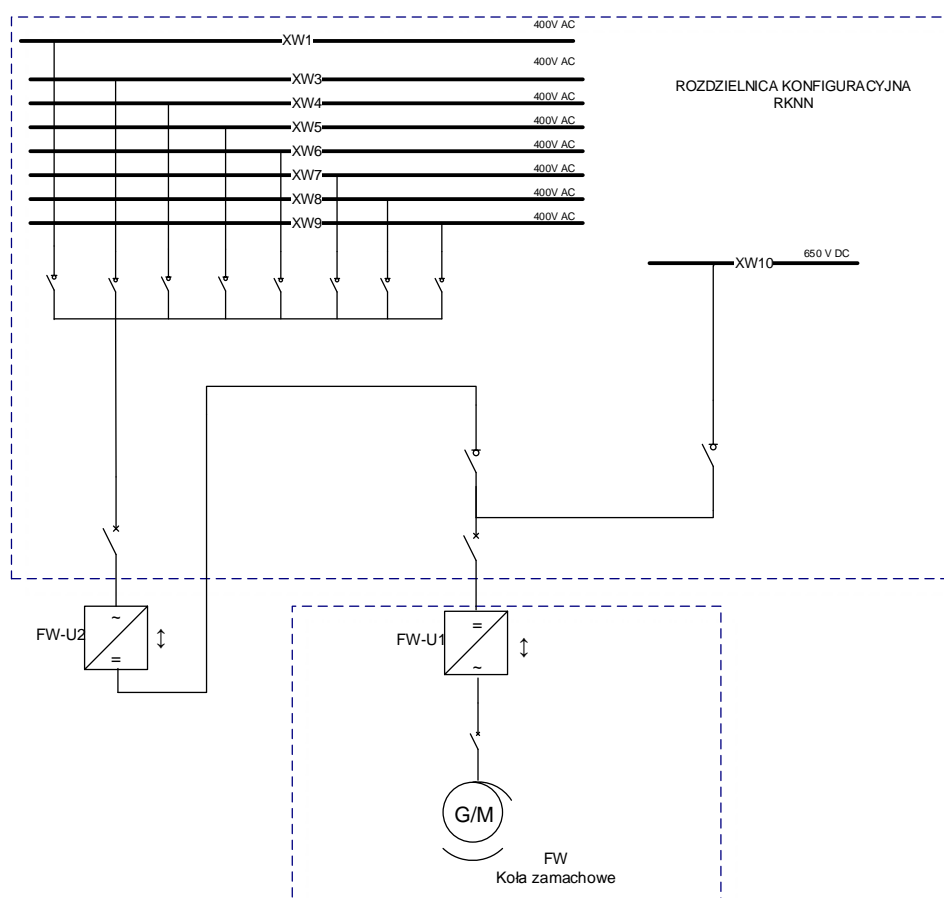 400V AC
XW1
400V AC
XW3
ROZDZIELNICA KONFIGURACYJNA
RKNN
400V AC
XW4
400V AC
XW5
400V AC
XW6
400V AC
XW7
400V AC
XW8
400V AC
XW9
650 V DC
XW10
FW-U2
~
=
↕
FW-U1
=
~
↕
G/M
FW
Koła zamachowe